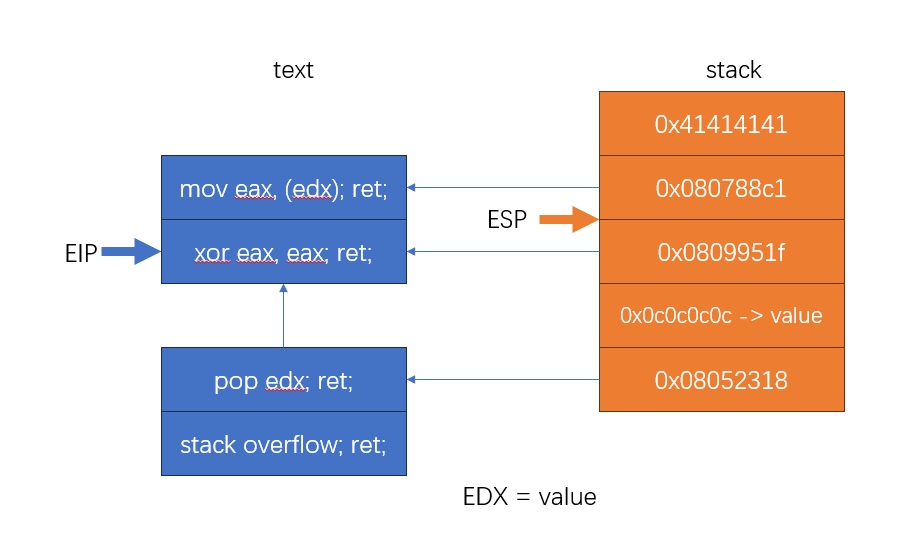 text
stack
0x41414141
mov eax, (edx); ret;
0x080788c1
ESP
EIP
xor eax, eax; ret;
0x0809951f
0x0c0c0c0c -> value
pop edx; ret;
0x08052318
stack overflow; ret;
EDX = value